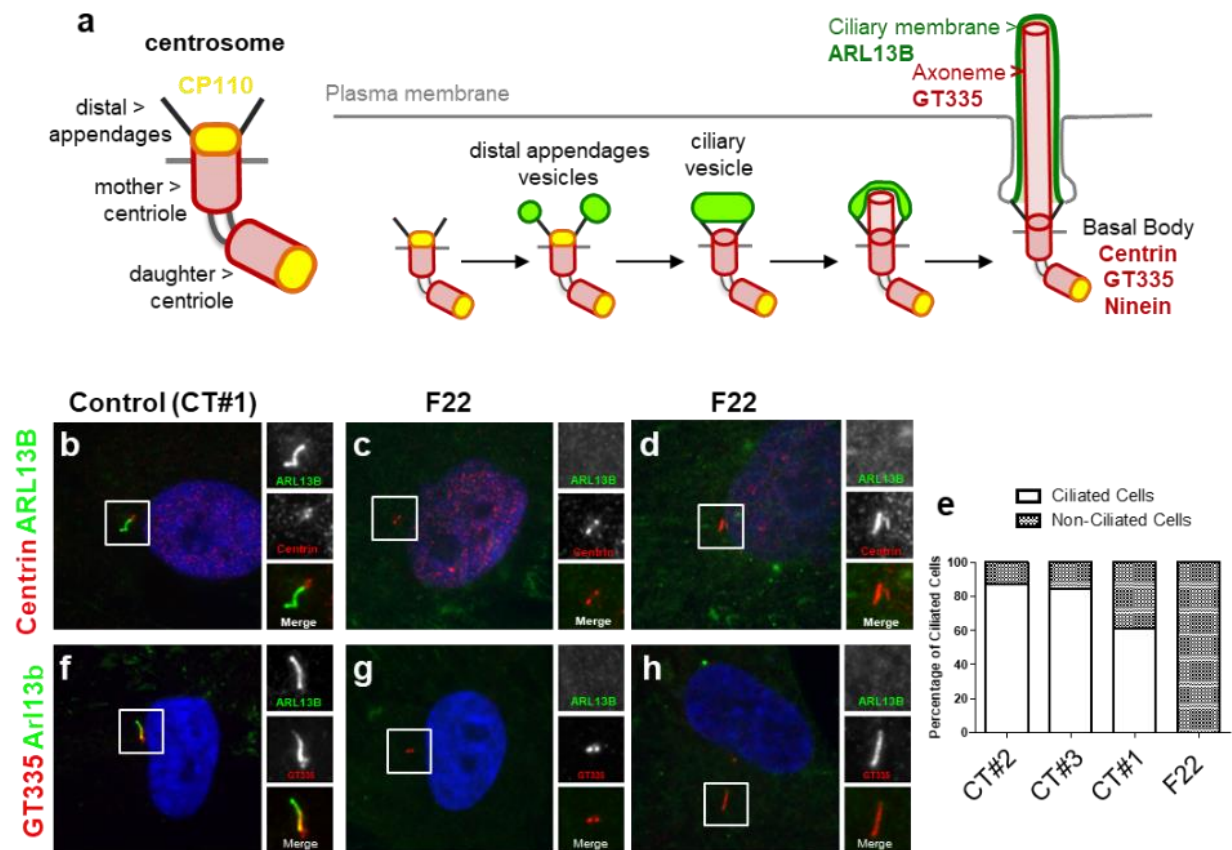 a
centrosome
CP110
distal >
appendages
mother >
centriole
daughter >
centriole
Plasma membrane
distal appendages
vesicles
ciliary
vesicle
Ciliary membrane >
ARL13B
Axoneme >
GT335
Basal Body
Centrin
GT335
Ninein
Control (CT#1)
F22
F22
Centrin ARL13B
b
ARL13B
Centrin
Merge
c
ARL13B
Centrin
Merge
d
ARL13B
Centrin
Merge
e
Ciliated Cells
Non-Ciliated Cells
Percentage of Ciliated Cells
100
80
60
40
20
0
CT#2
CT#3
CT#1
F22
GT335 Arl13b
f
ARL13B
GT335
Merge
g
ARL13B
GT335
Merge
h
ARL13B
GT335
Merge